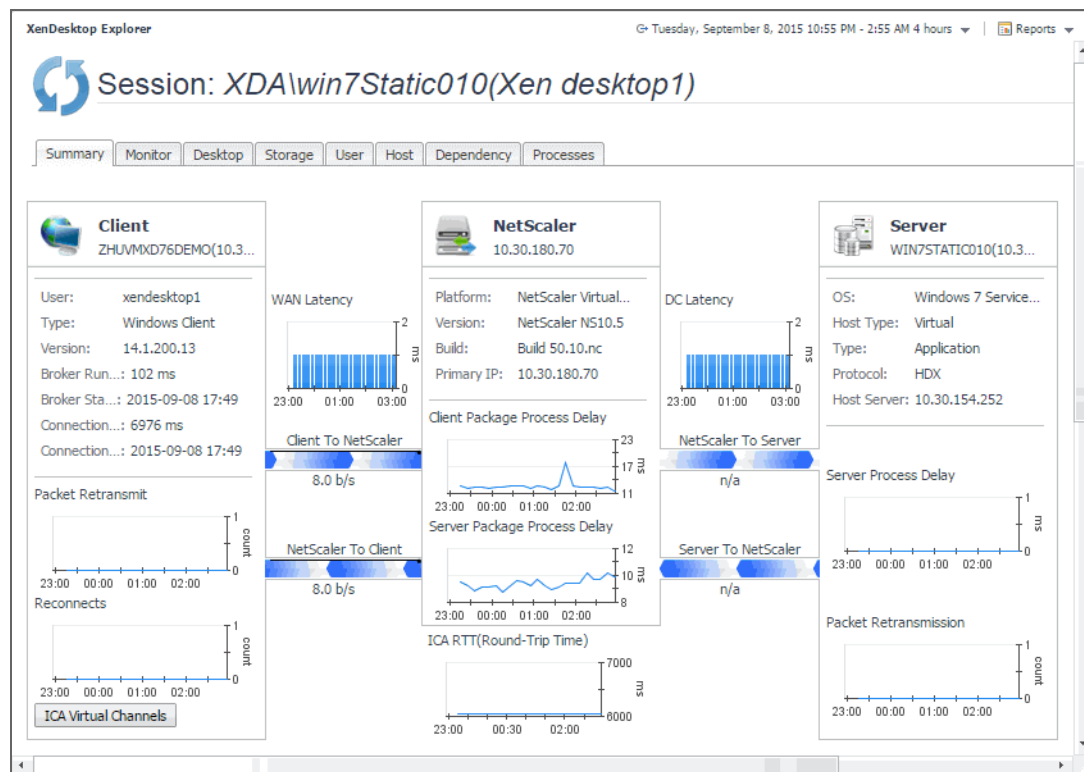 XenDesktop Explorer
Tuesday, September 8, 2015 10:55 PM - 2:55 AM 4 hours
Reports
Session: XDA\win7Static010(Xen desktop1)
Summary Monitor Desktop Storage User Host Dependency Processes
Client
ZHUVMXD76DEMO(10.3...
User: xendesktop1
Type: Windows Client
Version: 14.1.200.13
Broker Run...: 102 ms
Broker Sta...: 2015-09-08 17:49
Connection...: 6976 ms
Connection...: 2015-09-08 17:49
Packet Retransmit
1
count
0
23:00 00:00 01:00 02:00
Reconnects
1
count
0
23:00 00:00 01:00 02:00
ICA Virtual Channels
WAN Latency
2
ms
0
23:00 01:00 03:00
Client To NetScaler
8.0 b/s
NetScaler To Client
8.0 b/s
NetScaler
10.30.180.70
Platform: NetScaler Virtual...
Version: NetScaler NS10.5
Build: Build 50.10.nc
Primary IP: 10.30.180.70
Client Package Process Delay
23
17
ms
11
23:00 00:00 01:00 02:00
Server Package Process Delay
12
10
ms
8
23:00 00:00 01:00 02:00
ICA RTT(Round-Trip Time)
7000
ms
6000
23:00 00:30 02:00
DC Latency
2
ms
0
23:00 01:00 03:00
NetScaler To Server
n/a
Server To NetScaler
n/a
Server
WIN7STATIC010(10.3...
OS: Windows 7 Service...
Host Type: Virtual
Type: Application
Protocol: HDX
Host Server: 10.30.154.252
Server Process Delay
1
ms
0
23:00 00:00 01:00 02:00
Packet Retransmission
1
count
0
23:00 00:00 01:00 02:00